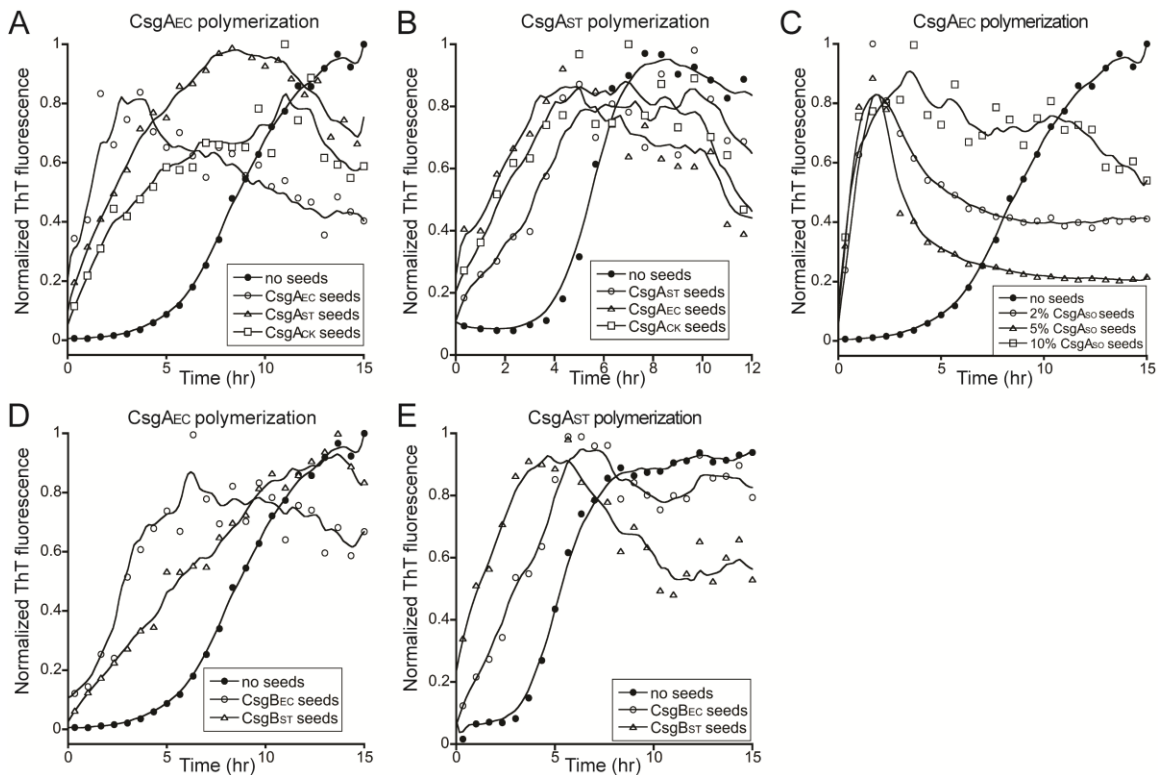 A
CsgAEC polymerization
Normalized ThT fluorescence
1
0.8
0.6
0.4
0.2
0
no seeds
CsgAEC seeds
CsgAST seeds
CsgACK seeds
0 5 10 15
Time (hr)
B
CsgAST polymerization
Normalized ThT fluorescence
1
0.8
0.6
0.4
0.2
0
no seeds
CsgAST seeds
CsgAEC seeds
CsgACK seeds
0 2 4 6 8 10 12
Time (hr)
C
CsgAEC polymerization
Normalized ThT fluorescence
1
0.8
0.6
0.4
0.2
0
no seeds
2% CsgASO seeds
5% CsgASO seeds
10% CsgASO seeds
0 5 10 15
Time (hr)
D
CsgAEC polymerization
Normalized ThT fluorescence
1
0.8
0.6
0.4
0.2
0
no seeds
CsgBEC seeds
CsgBST seeds
0 5 10 15
Time (hr)
E
CsgAST polymerization
Normalized ThT fluorescence
1
0.8
0.6
0.4
0.2
0
no seeds
CsgBEC seeds
CsgBST seeds
0 5 10 15
Time (hr)